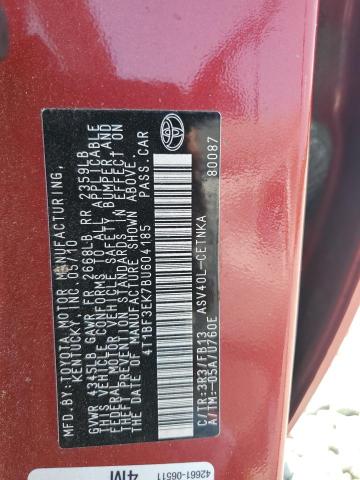 MFD.BY:TOYOTA MOTOR MANUFACTURING,
KENTUCKY, INC. 05/10
GVWR 4345LB GAWR FR 2668LB RR 2359LB
THIS VEHICLE CONFORMS TO ALL APPLICABLE
FEDERAL MOTOR VEHICLE SAFETY, BUMPER AND
THEFT PREVENTION STANDARDS IN EFFECT ON
THE DATE OF MANUFACTURE SHOWN ABOVE.
4T1BF3EK7BU604185 PASS.CAR
C/TR:3R3/FB13 ASV40L-CETNKA
A/TM:-05A/U760E 80087
42661-06511
4M